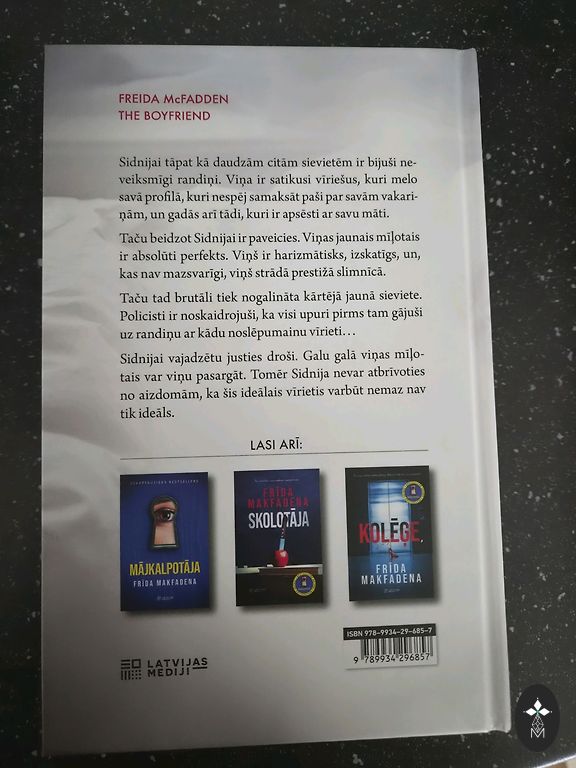 FREIDA McFADDEN
THE BOYFRIEND
Sidnijai tāpat kā daudzām citām sievietēm ir bijuši ne-
veiksmīgi randiņi. Viņa ir satikusi vīriešus, kuri melo
savā profilā, kuri nespēj samaksāt paši par savām vakari-
ņām, un gadās arī tādi, kuri ir apsēsti ar savu māti.
Taču beidzot Sidnijai ir paveicies. Viņas jaunais mīļotais
ir absolūti perfekts. Viņš ir harizmātisks, izskatīgs, un,
kas nav mazsvarīgi, viņš strādā prestižā slimnīcā.
Taču tad brutāli tiek nogalināta kārtējā jaunā sieviete.
Policisti ir noskaidrojuši, ka visi upuri pirms tam gājuši
uz randiņu ar kādu noslēpumainu vīrieti...
Sidnijai vajadzētu justies droši. Galu galā viņas mīļo-
tais var viņu pasargāt. Tomēr Sidnija nevar atbrīvoties
no aizdomām, ka šis ideālais vīrietis varbūt nemaz nav
tik ideāls.
LASI ARĪ:
MĀJKALPOTĀJA
FRĪDA MAKFADENA
FRĪDA
MAKFADENA
SKOLOTĀJA
KOLĒĢE
FRĪDA
MAKFADENA
LATVIJAS
MEDIJI
ISBN 978-9934-29-685-7
9 789934 296857
M